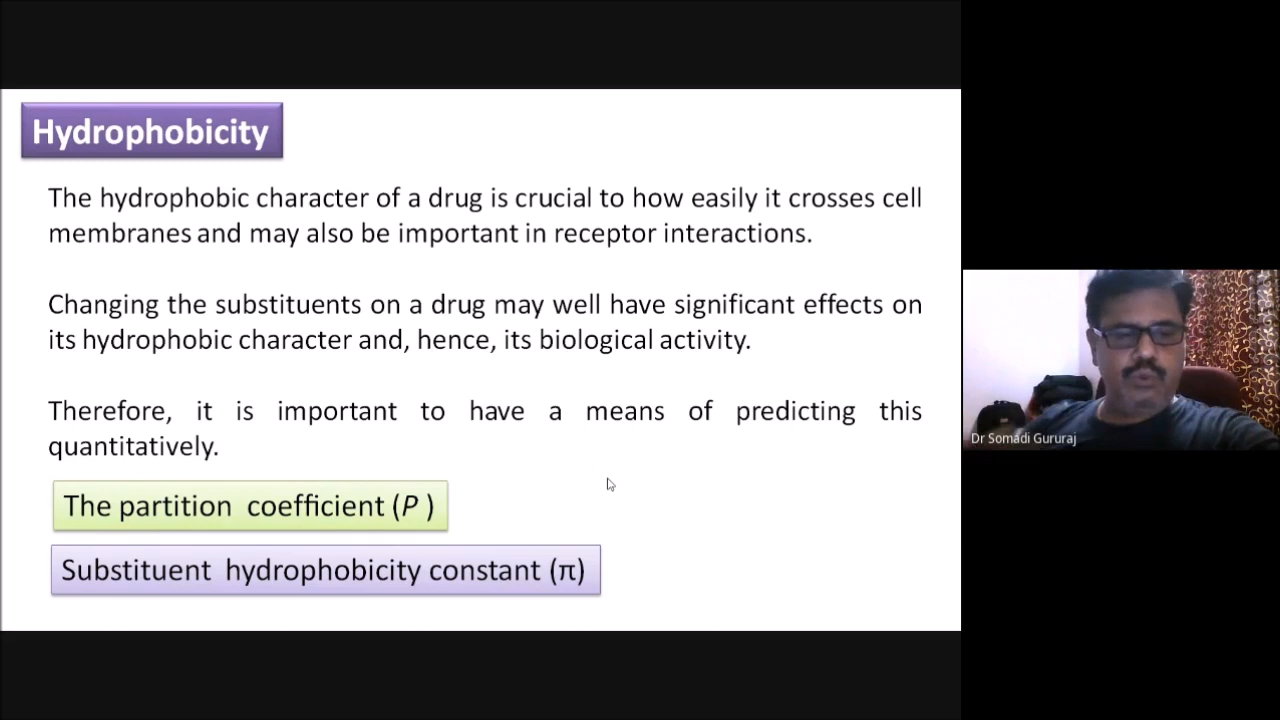 Hydrophobicity
The hydrophobic character of a drug is crucial to how easily it crosses cell
membranes and may also be important in receptor interactions.
Changing the substituents on a drug may well have significant effects on
its hydrophobic character and, hence, its biological activity.
Therefore, it is important to have a means of predicting this
quantitatively.
The partition coefficient (P )
Substituent hydrophobicity constant (π)
Dr Somadi Gururaj